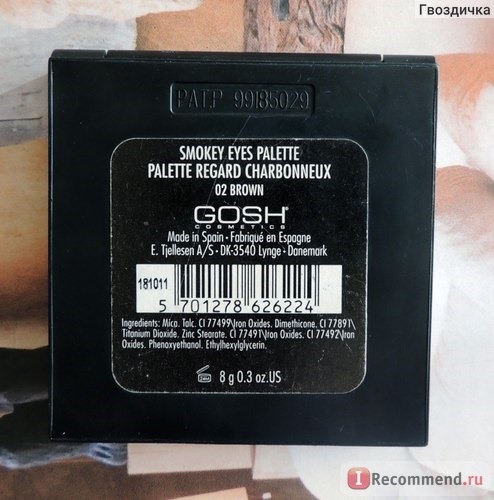 Гвоздичка
PAT.P 99185029
SMOKEY EYES PALETTE
PALETTE REGARD CHARBONNEUX
02 BROWN
GOSH
COSMETICS
Made in Spain • Fabriqué en Espagne
E. Tjellesen A/S • DK-3540 Lynge • Danemark
181011
5 701278 626224
Ingredients: Mica. Talc. CI 77499\Iron Oxides. Dimethicone. CI 77891\
Titanium Dioxide. Zinc Stearate. CI 77491\Iron Oxides. CI 77492\Iron
Oxides. Phenoxyethanol. Ethylhexylglycerin.
24M
8 g 0.3 oz.US
I Recommend.ru